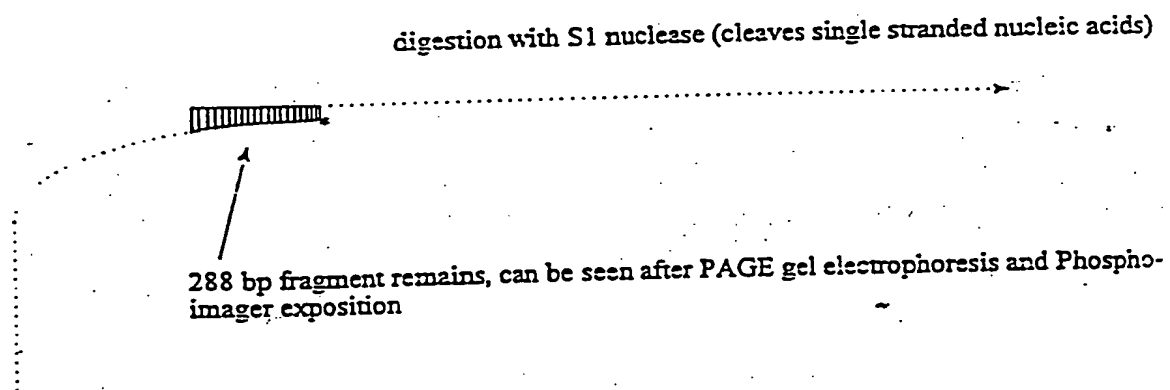 digestion with S1 nuclease (cleaves single stranded nucleic acids)
288 bp fragment remains, can be seen after PAGE gel electrophoresis and Phospho-
imager exposition